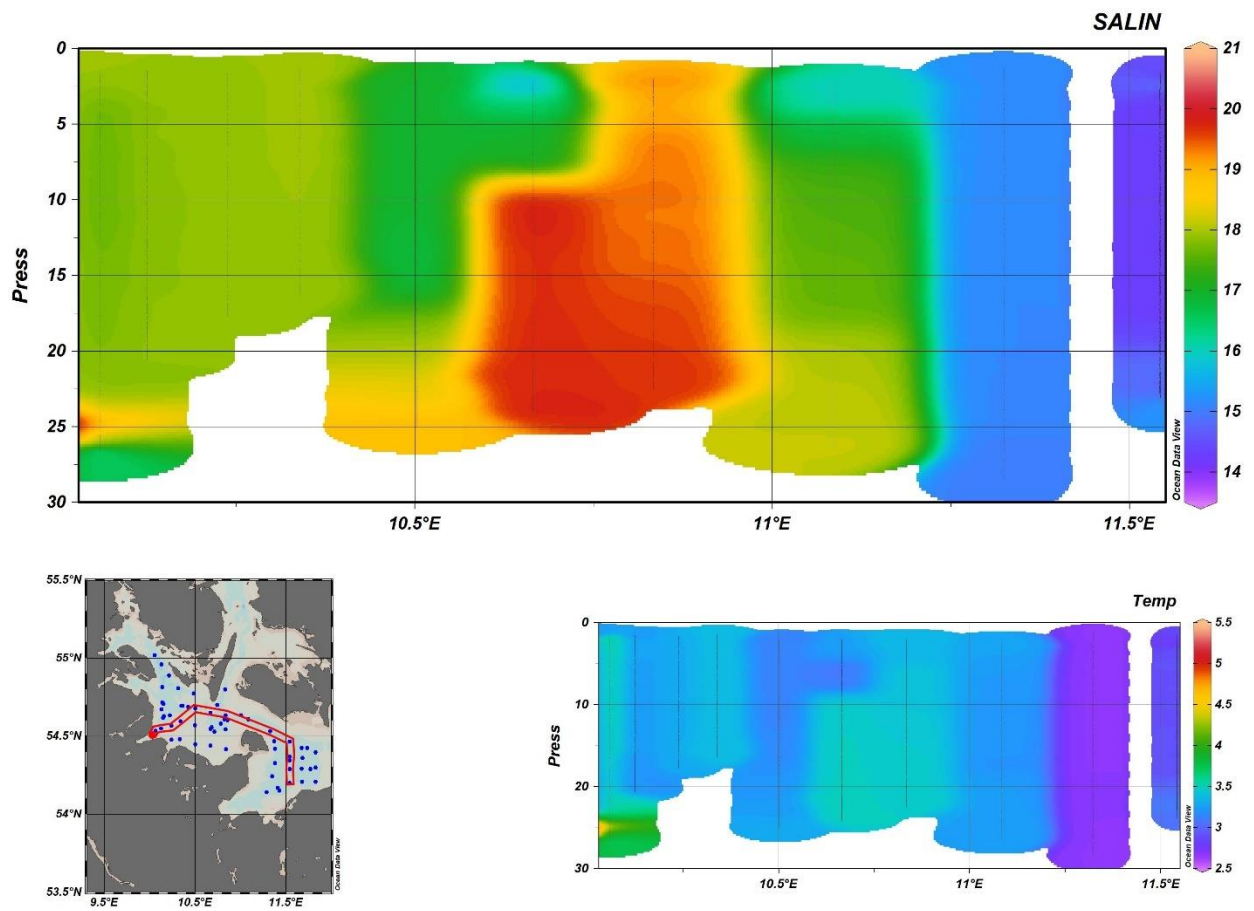 SALIN
0
5
10
15
20
25
30
Press
10.5°E
11°E
11.5°E
Ocean Data View
21
20
19
18
17
16
15
14
55.5°N
55°N
54.5°N
54°N
53.5°N
9.5°E
10.5°E
11.5°E
Ocean Data View
Temp
0
10
20
30
Press
10.5°E
11°E
11.5°E
Ocean Data View
5.5
5
4.5
4
3.5
3
2.5